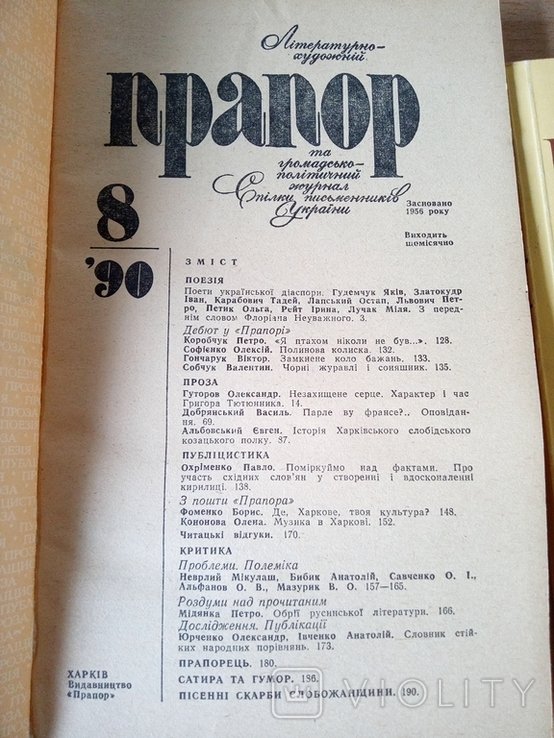 Літературно-
художній
прапор
та
громадсько-
політичний
журнал
Спілки письменників
України
Засновано
1956 року
Виходить
щомісячно
8
'90
ЗМІСТ
ПОЕЗІЯ
Поети української діаспори. Гудемчук Яків, Златокудр
Іван, Карабович Тадей, Лапський Остап, Львович Пет-
ро, Петик Ольга, Рейт Ірина, Лучак Міля. З перед-
нім словом Флоріана Неуважного. 3.
Дебют у «Прапорі»
Коробчук Петро. «Я птахом ніколи не був...». 128.
Софієнко Олексій. Полинова колиска. 132.
Гончарук Віктор. Замкнене коло бажань. 133.
Собчук Валентин. Чорні журавлі і соняшник. 135.
ПРОЗА
Гуторов Олександр. Незахищене серце. Характер і час
Григора Тютюнника. 14.
Добрянський Василь. Парле ву франсе?.. Оповідан-
ня. 69.
Альбовський Євген. Історія Харківського слобідського
козацького полку. 87.
ПУБЛІЦИСТИКА
Охріменко Павло. Поміркуймо над фактами. Про
участь східних слов'ян у створенні і вдосконаленні
кирилиці. 138.
З пошти «Прапора»
Фоменко Борис. Де, Харкове, твоя культура? 148.
Кононова Олена. Музика в Харкові. 152.
Читацькі відгуки. 170.
КРИТИКА
Проблеми. Полеміка
Неврлий Мікулаш, Бибик Анатолій, Савченко О. І.,
Альфанов О. В., Мазурик В. О. 157—165.
Роздуми над прочитаним
Мідянка Петро. Обрії русинської літератури. 166.
Дослідження. Публікації
Юрченко Олександр, Івченко Анатолій. Словник стій-
ких народних порівнянь. 173.
ПРАПОРЕЦЬ. 180.
САТИРА ТА ГУМОР. 186.
ПІСЕННІ СКАРБИ СЛОБОЖАНЩИНИ. 190.
ХАРКІВ
Видавництво
«Прапор»
VIOLITY